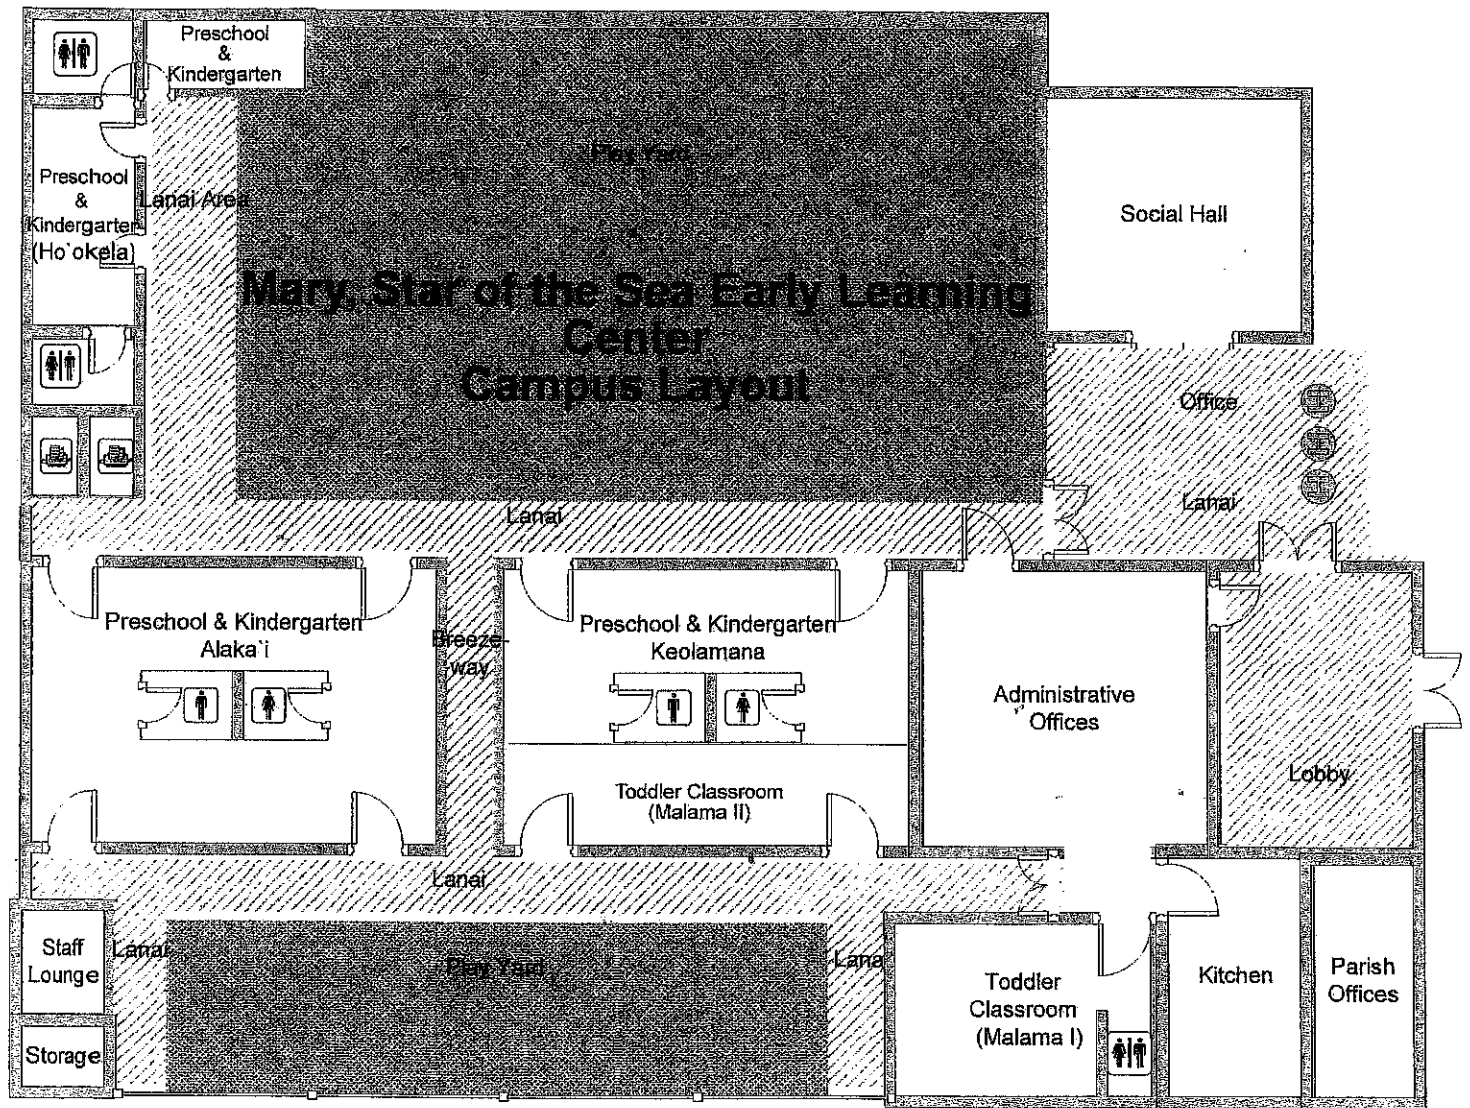 Preschool
&
Kindergarten
Play Yard
Preschool
&
Kindergarten
(Ho`okela)
Lanai Area
Social Hall
Mary, Star of the Sea Early Learning
Center
Campus Layout
Office
Lanai
Lanai
Preschool & Kindergarten
Alaka`i
Breeze-
-way
Preschool & Kindergarten
Keolamana
Administrative
Offices
Lobby
Toddler Classroom
(Malama II)
Lanai
Staff
Lounge
Lanai
Play Yard
Lana
Toddler
Classroom
(Malama I)
Kitchen
Parish
Offices
Storage